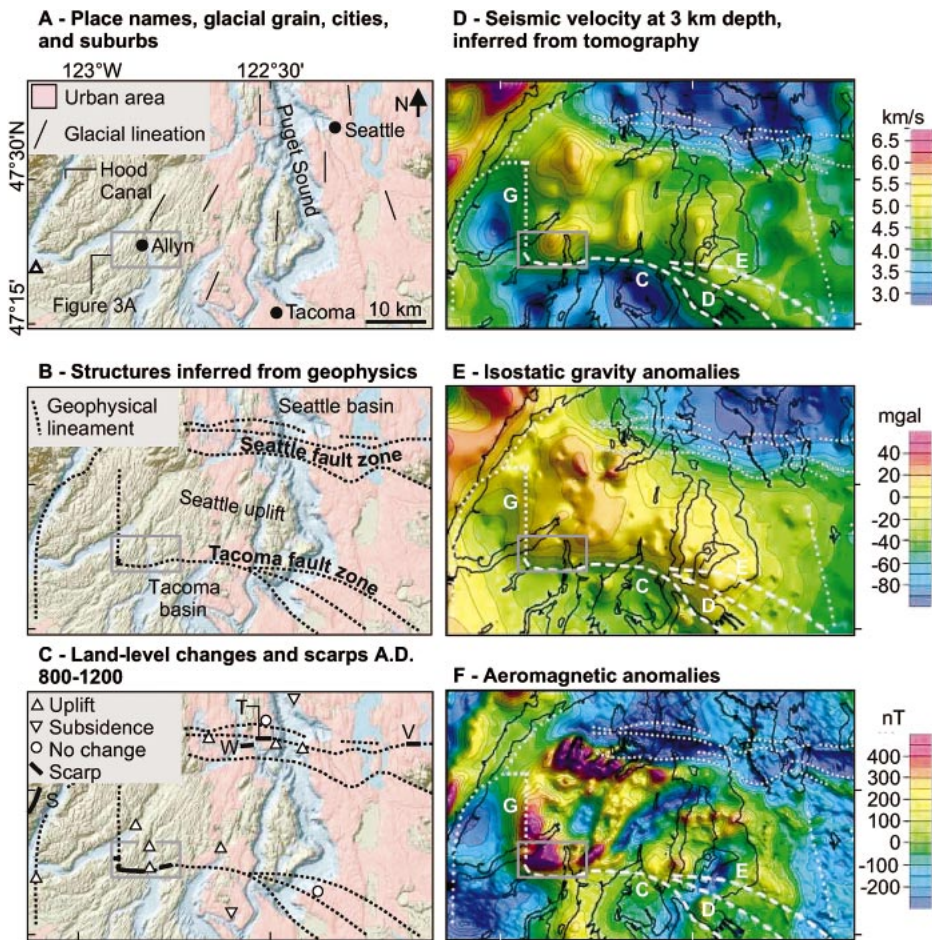 A - Place names, glacial grain, cities,
and suburbs
123°W
122°30'
Urban area
Glacial lineation
N
Seattle
Puget Sound
47°30'N
Hood
Canal
Allyn
Figure 3A
47°15'
Tacoma
10 km
D - Seismic velocity at 3 km depth,
inferred from tomography
G
C
D
E
km/s
6.5
6.0
5.5
5.0
4.5
4.0
3.5
3.0
B - Structures inferred from geophysics
Geophysical
lineament
Seattle basin
Seattle fault zone
Seattle uplift
Tacoma fault zone
Tacoma
basin
E - Isostatic gravity anomalies
G
C
D
E
mgal
40
20
0
-20
-40
-60
-80
C - Land-level changes and scarps A.D.
800-1200
Uplift
Subsidence
No change
Scarp
T
W
V
S
F - Aeromagnetic anomalies
G
C
D
E
nT
400
300
200
100
0
-100
-200